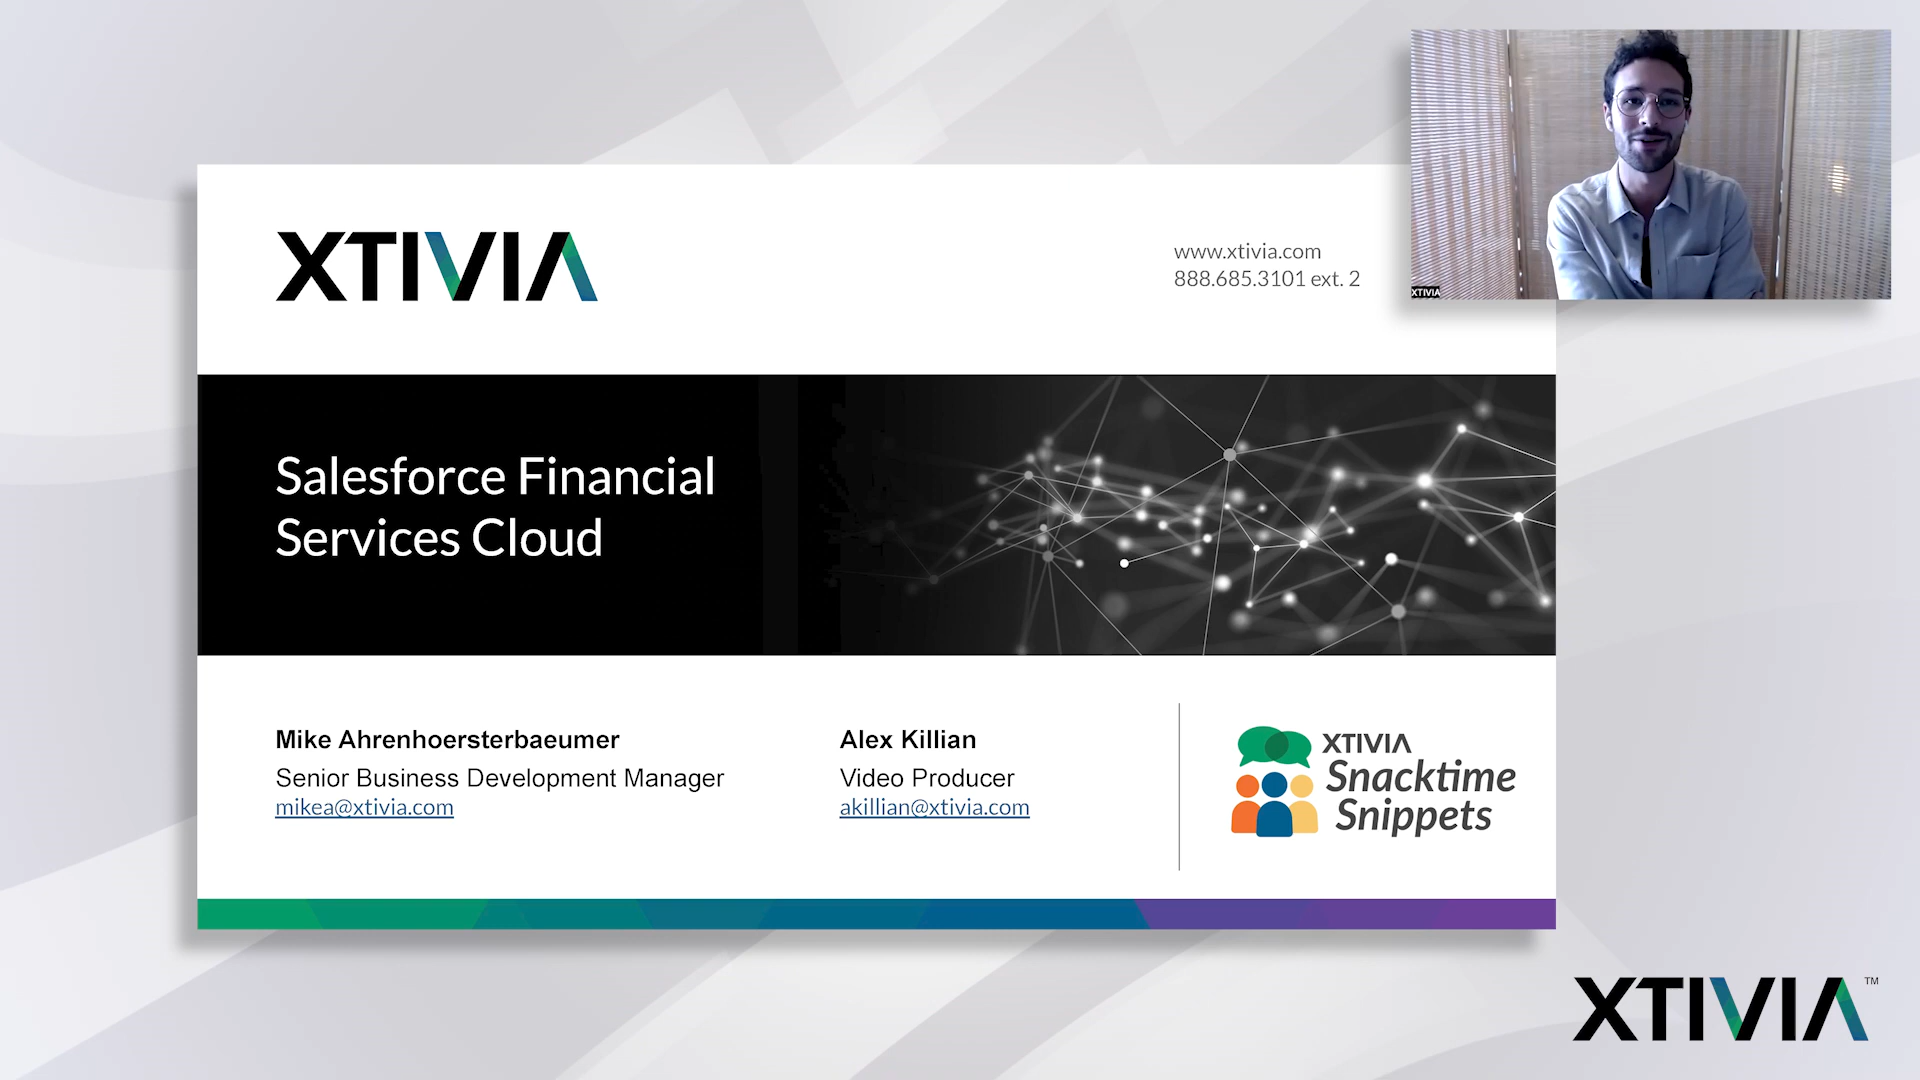 XTIVIA
www.xtivia.com
888.685.3101 ext. 2
XTIVIA
Salesforce Financial
Services Cloud
Mike Ahrenhoersterbaeumer
Senior Business Development Manager
mikea@xtivia.com
Alex Killian
Video Producer
akillian@xtivia.com
XTIVIA
Snacktime
Snippets
XTIVIA™